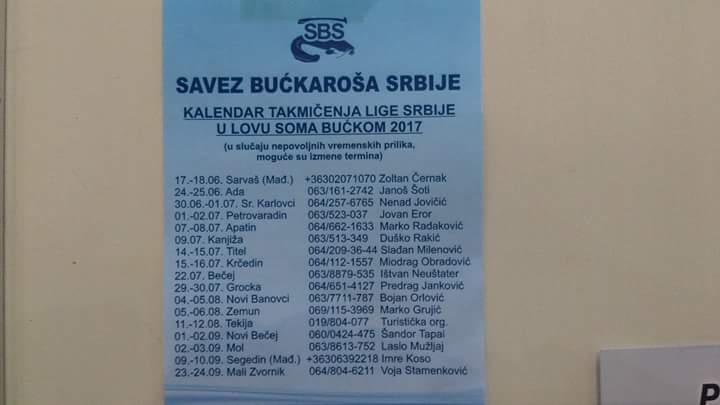 SBS
SAVEZ BUĆKAROŠA SRBIJE
KALENDAR TAKMIČENJA LIGE SRBIJE
U LOVU SOMA BUĆKOM 2017
(u slučaju nepovoljnih vremenskih prilika,
moguće su izmene termina)
17.-18.06. Sarvaš (Mađ.) +36302071070 Zoltan Černak
24.-25.06. Ada 063/161-2742 Janoš Šoti
30.06.-01.07. Sr. Karlovci 064/257-6765 Nenad Jovičić
01.-02.07. Petrovaradin 063/523-037 Jovan Eror
07.-08.07. Apatin 064/662-1633 Marko Radaković
09.07. Kanjiža 063/513-349 Duško Rakić
14.-15.07. Titel 064/209-36-44 Slađan Milenović
15.-16.07. Krčedin 064/112-1557 Miodrag Obradović
22.07. Bečej 063/8879-535 Ištvan Neuštater
29.-30.07. Grocka 064/651-4127 Predrag Janković
04.-05.08. Novi Banovci 063/7711-787 Bojan Orlović
05.-06.08. Zemun 069/115-3969 Marko Grujić
11.-12.08. Tekija 019/804-077 Turistička org.
01.-02.09. Novi Bečej 060/0424-475 Šandor Tapai
02.-03.09. Mol 063/8613-752 Laslo Mužljaj
09.-10.09. Segedin (Mađ.) +36306392218 Imre Koso
23.-24.09. Mali Zvornik 064/804-6211 Voja Stamenković